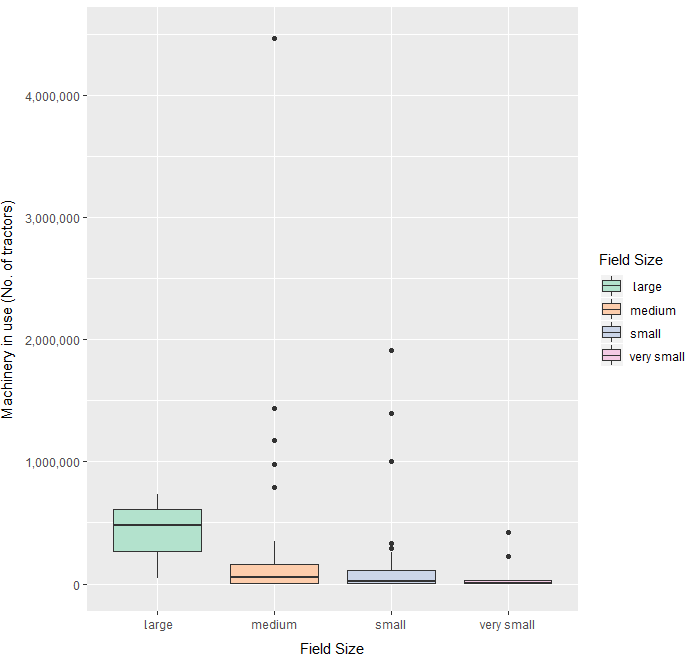 Machinery in use (No. of tractors)
4,000,000
3,000,000
2,000,000
1,000,000
0
large
medium
small
very small
Field Size
Field Size
large
medium
small
very small